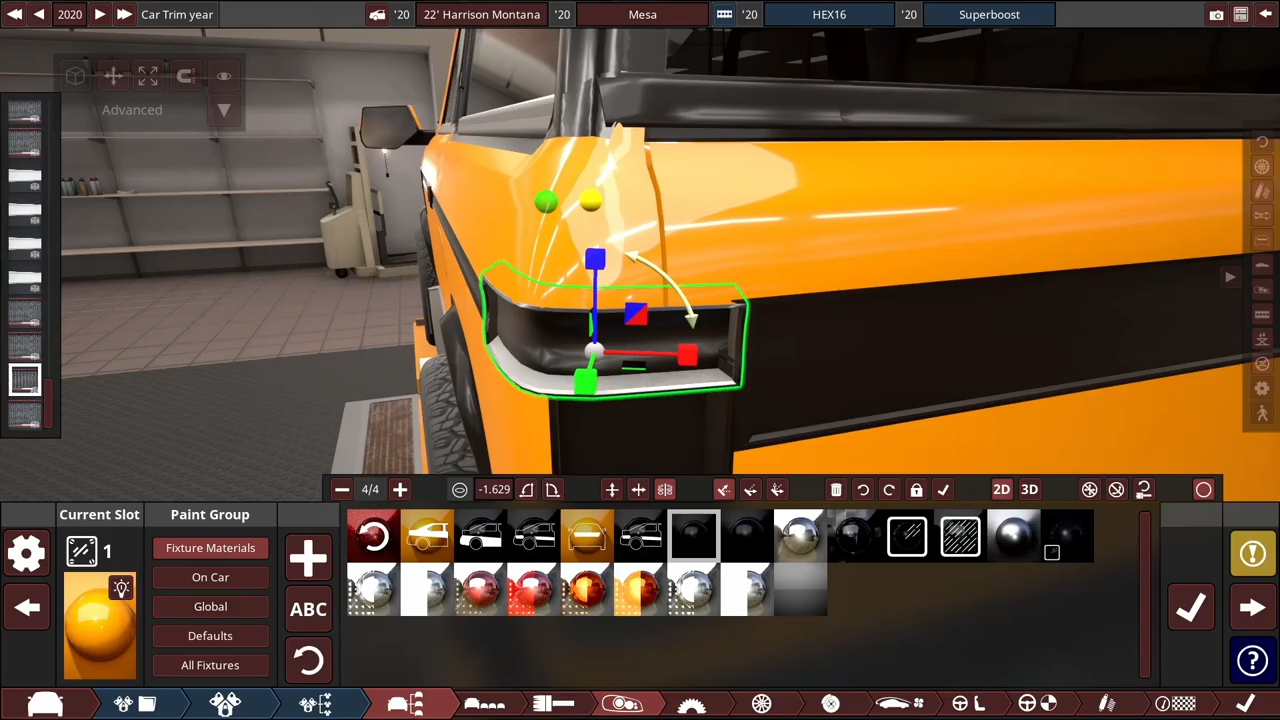 2020 Car Trim year '20 22' Harrison Montana '20 Mesa '20 HEX16 '20 Superboost
Advanced
4/4 -1.629 2D 3D
Current Slot Paint Group
1
Fixture Materials
On Car
Global
Defaults
All Fixtures
ABC